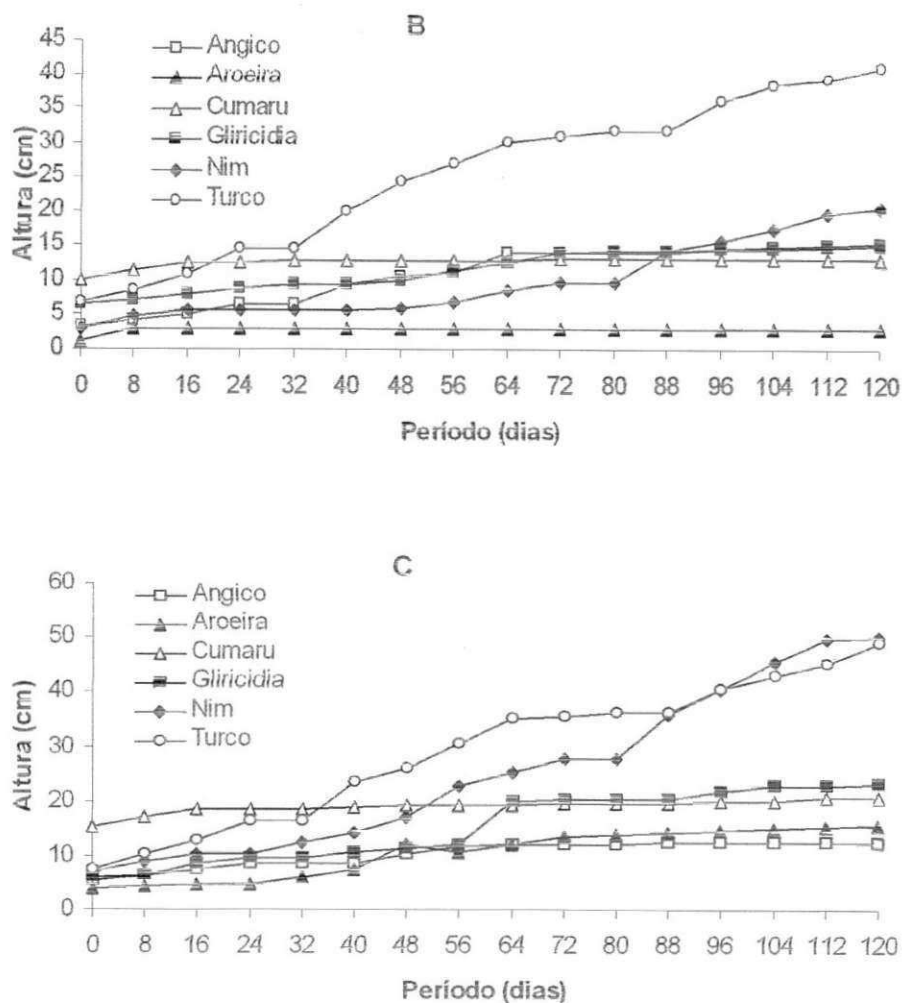 B
45
40
35
30
25
20
15
10
5
0
Altura (cm)
Angico
Aroeira
Cumaru
Gliricidia
Nim
Turco
0 8 16 24 32 40 48 56 64 72 80 88 96 104 112 120
Período (dias)
C
60
50
40
30
20
10
0
Altura (cm)
Angico
Aroeira
Cumaru
Gliricidia
Nim
Turco
0 8 16 24 32 40 48 56 64 72 80 88 96 104 112 120
Período (dias)